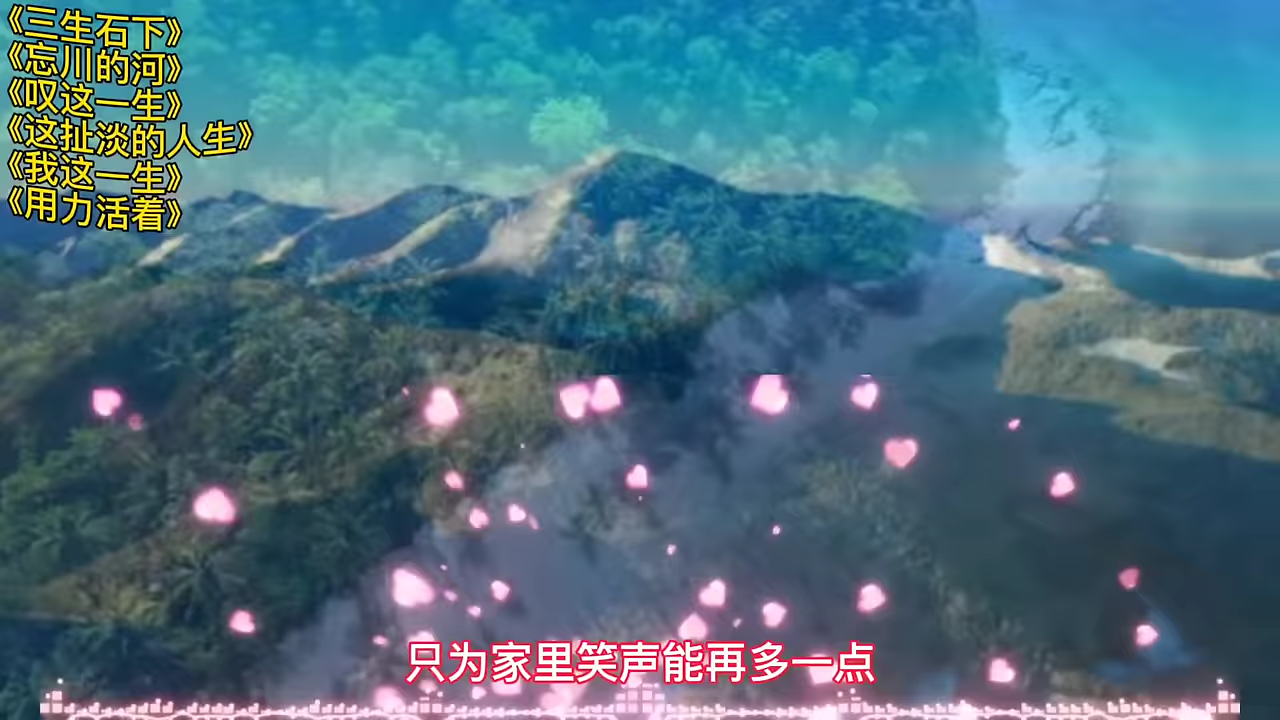 《三生石下》
《忘川的河》
《叹这一生》
《这扯淡的人生》
《我这一生》
《用力活着》
只为家里笑声能再多一点